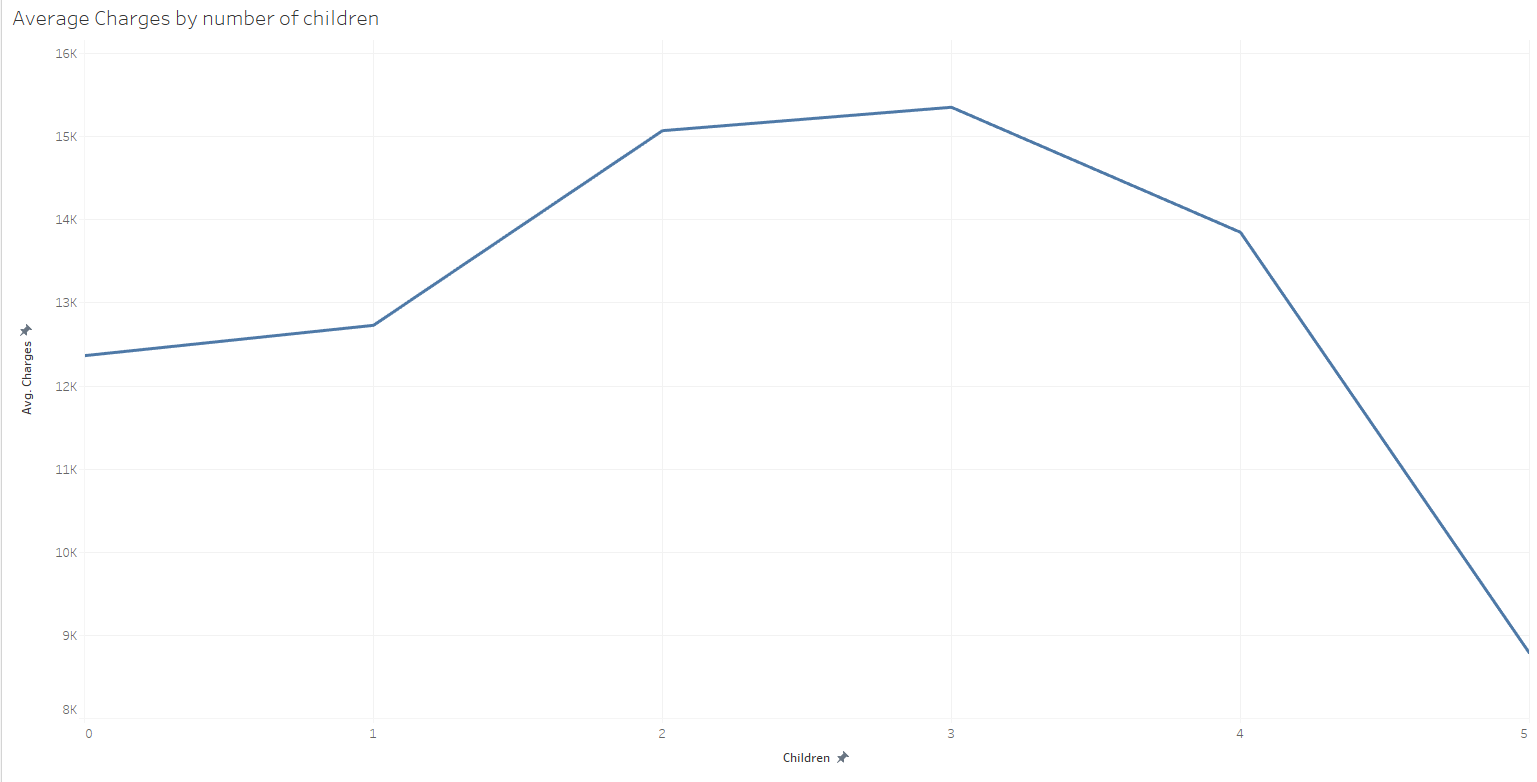 Average Charges by number of children
16K
15K
14K
13K
12K
11K
10K
9K
8K
Avg. Charges
0 1 2 3 4 5
Children